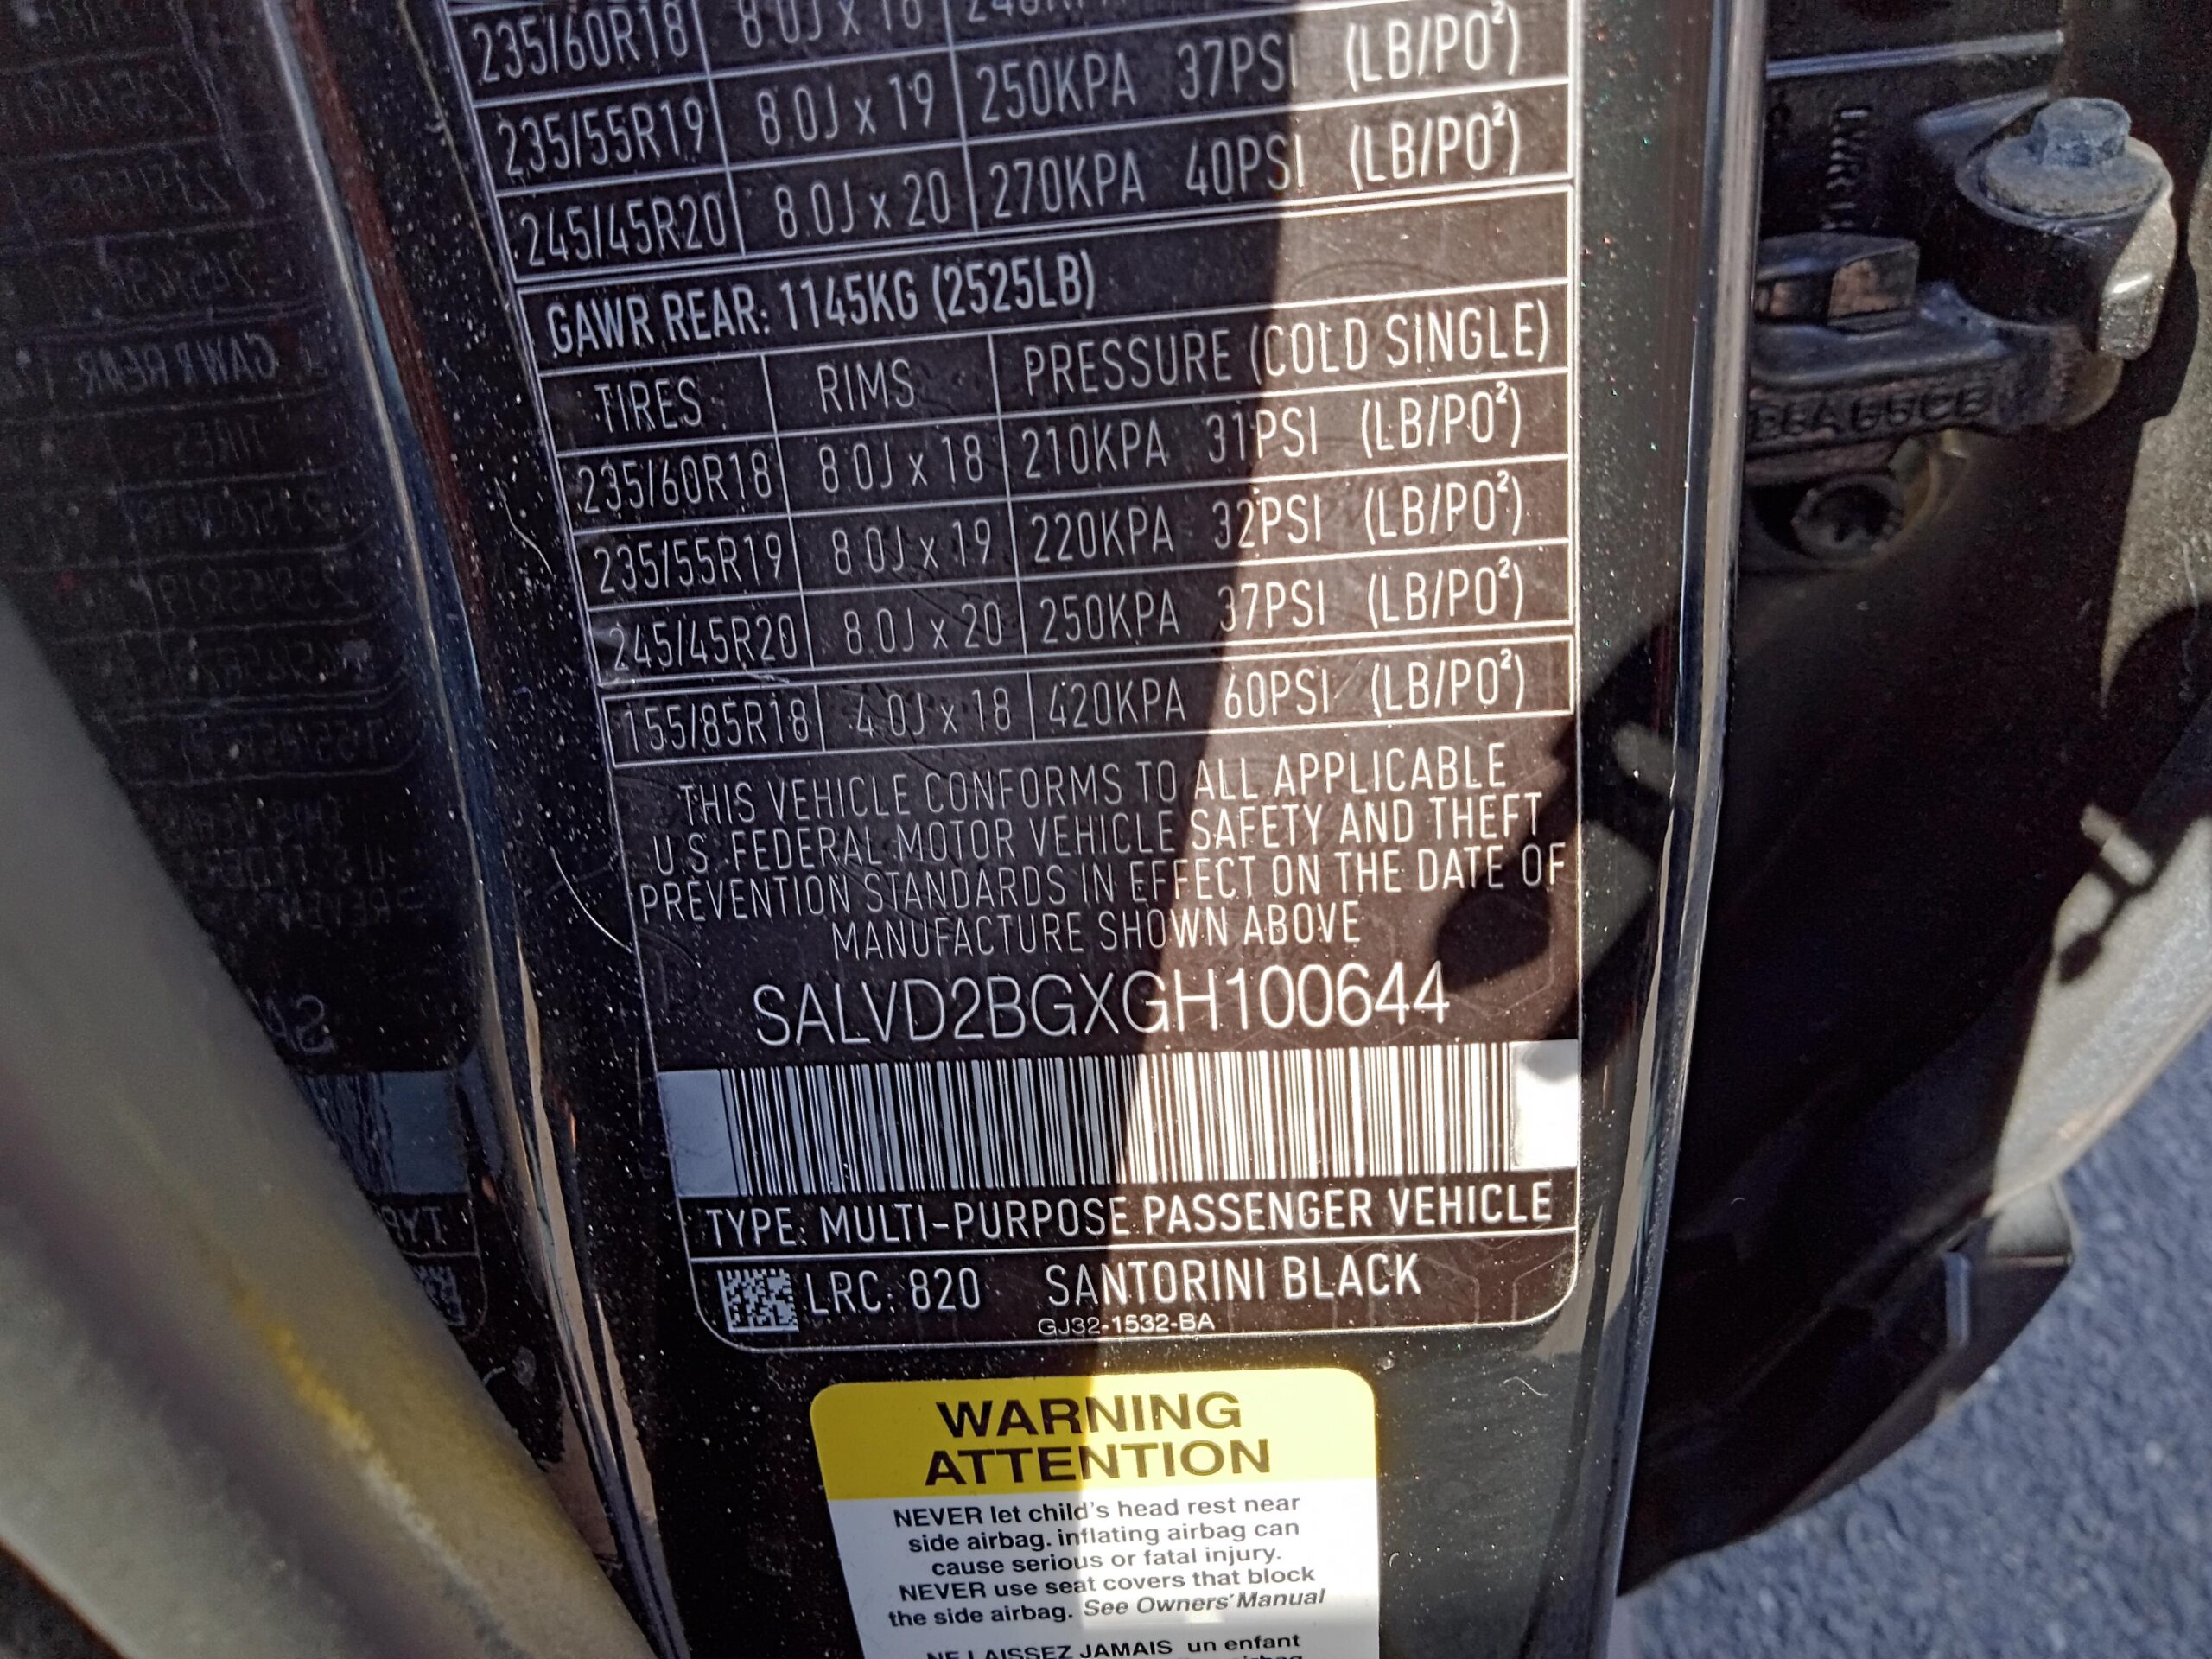 235/60R18 8.0J x 18
235/55R19 8.0J x 19 250KPA 37PSI (LB/PO²)
245/45R20 8.0J x 20 270KPA 40PSI (LB/PO²)
GAWR REAR: 1145KG (2525LB)
TIRES RIMS PRESSURE (COLD SINGLE)
235/60R18 8.0J x 18 210KPA 31PSI (LB/PO²)
235/55R19 8.0J x 19 220KPA 32PSI (LB/PO²)
245/45R20 8.0J x 20 250KPA 37PSI (LB/PO²)
155/85R18 4.0J x 18 420KPA 60PSI (LB/PO²)
THIS VEHICLE CONFORMS TO ALL APPLICABLE
U.S. FEDERAL MOTOR VEHICLE SAFETY AND THEFT
PREVENTION STANDARDS IN EFFECT ON THE DATE OF
MANUFACTURE SHOWN ABOVE
SALVD2BGXGH100644
TYPE: MULTI-PURPOSE PASSENGER VEHICLE
LRC: 820 SANTORINI BLACK
GJ32-1532-BA
WARNING
ATTENTION
NEVER let child's head rest near
side airbag. inflating airbag can
cause serious or fatal injury.
NEVER use seat covers that block
the side airbag. See Owners' Manual
NE LAISSEZ JAMAIS un enfant